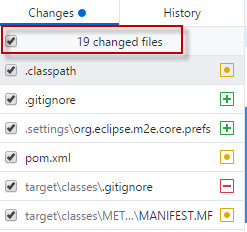 Changes History
19 changed files
.classpath
.gitignore
.settings\org.eclipse.m2e.core.prefs
pom.xml
target\classes\.gitignore
target\classes\MET...\MANIFEST.MF